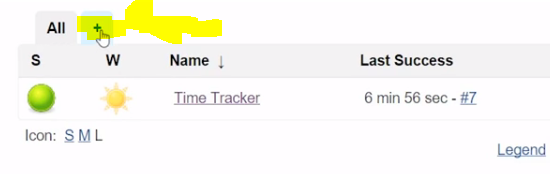 All +
S W Name ↓ Last Success
Time Tracker 6 min 56 sec - #7
Icon: S M L
Legend